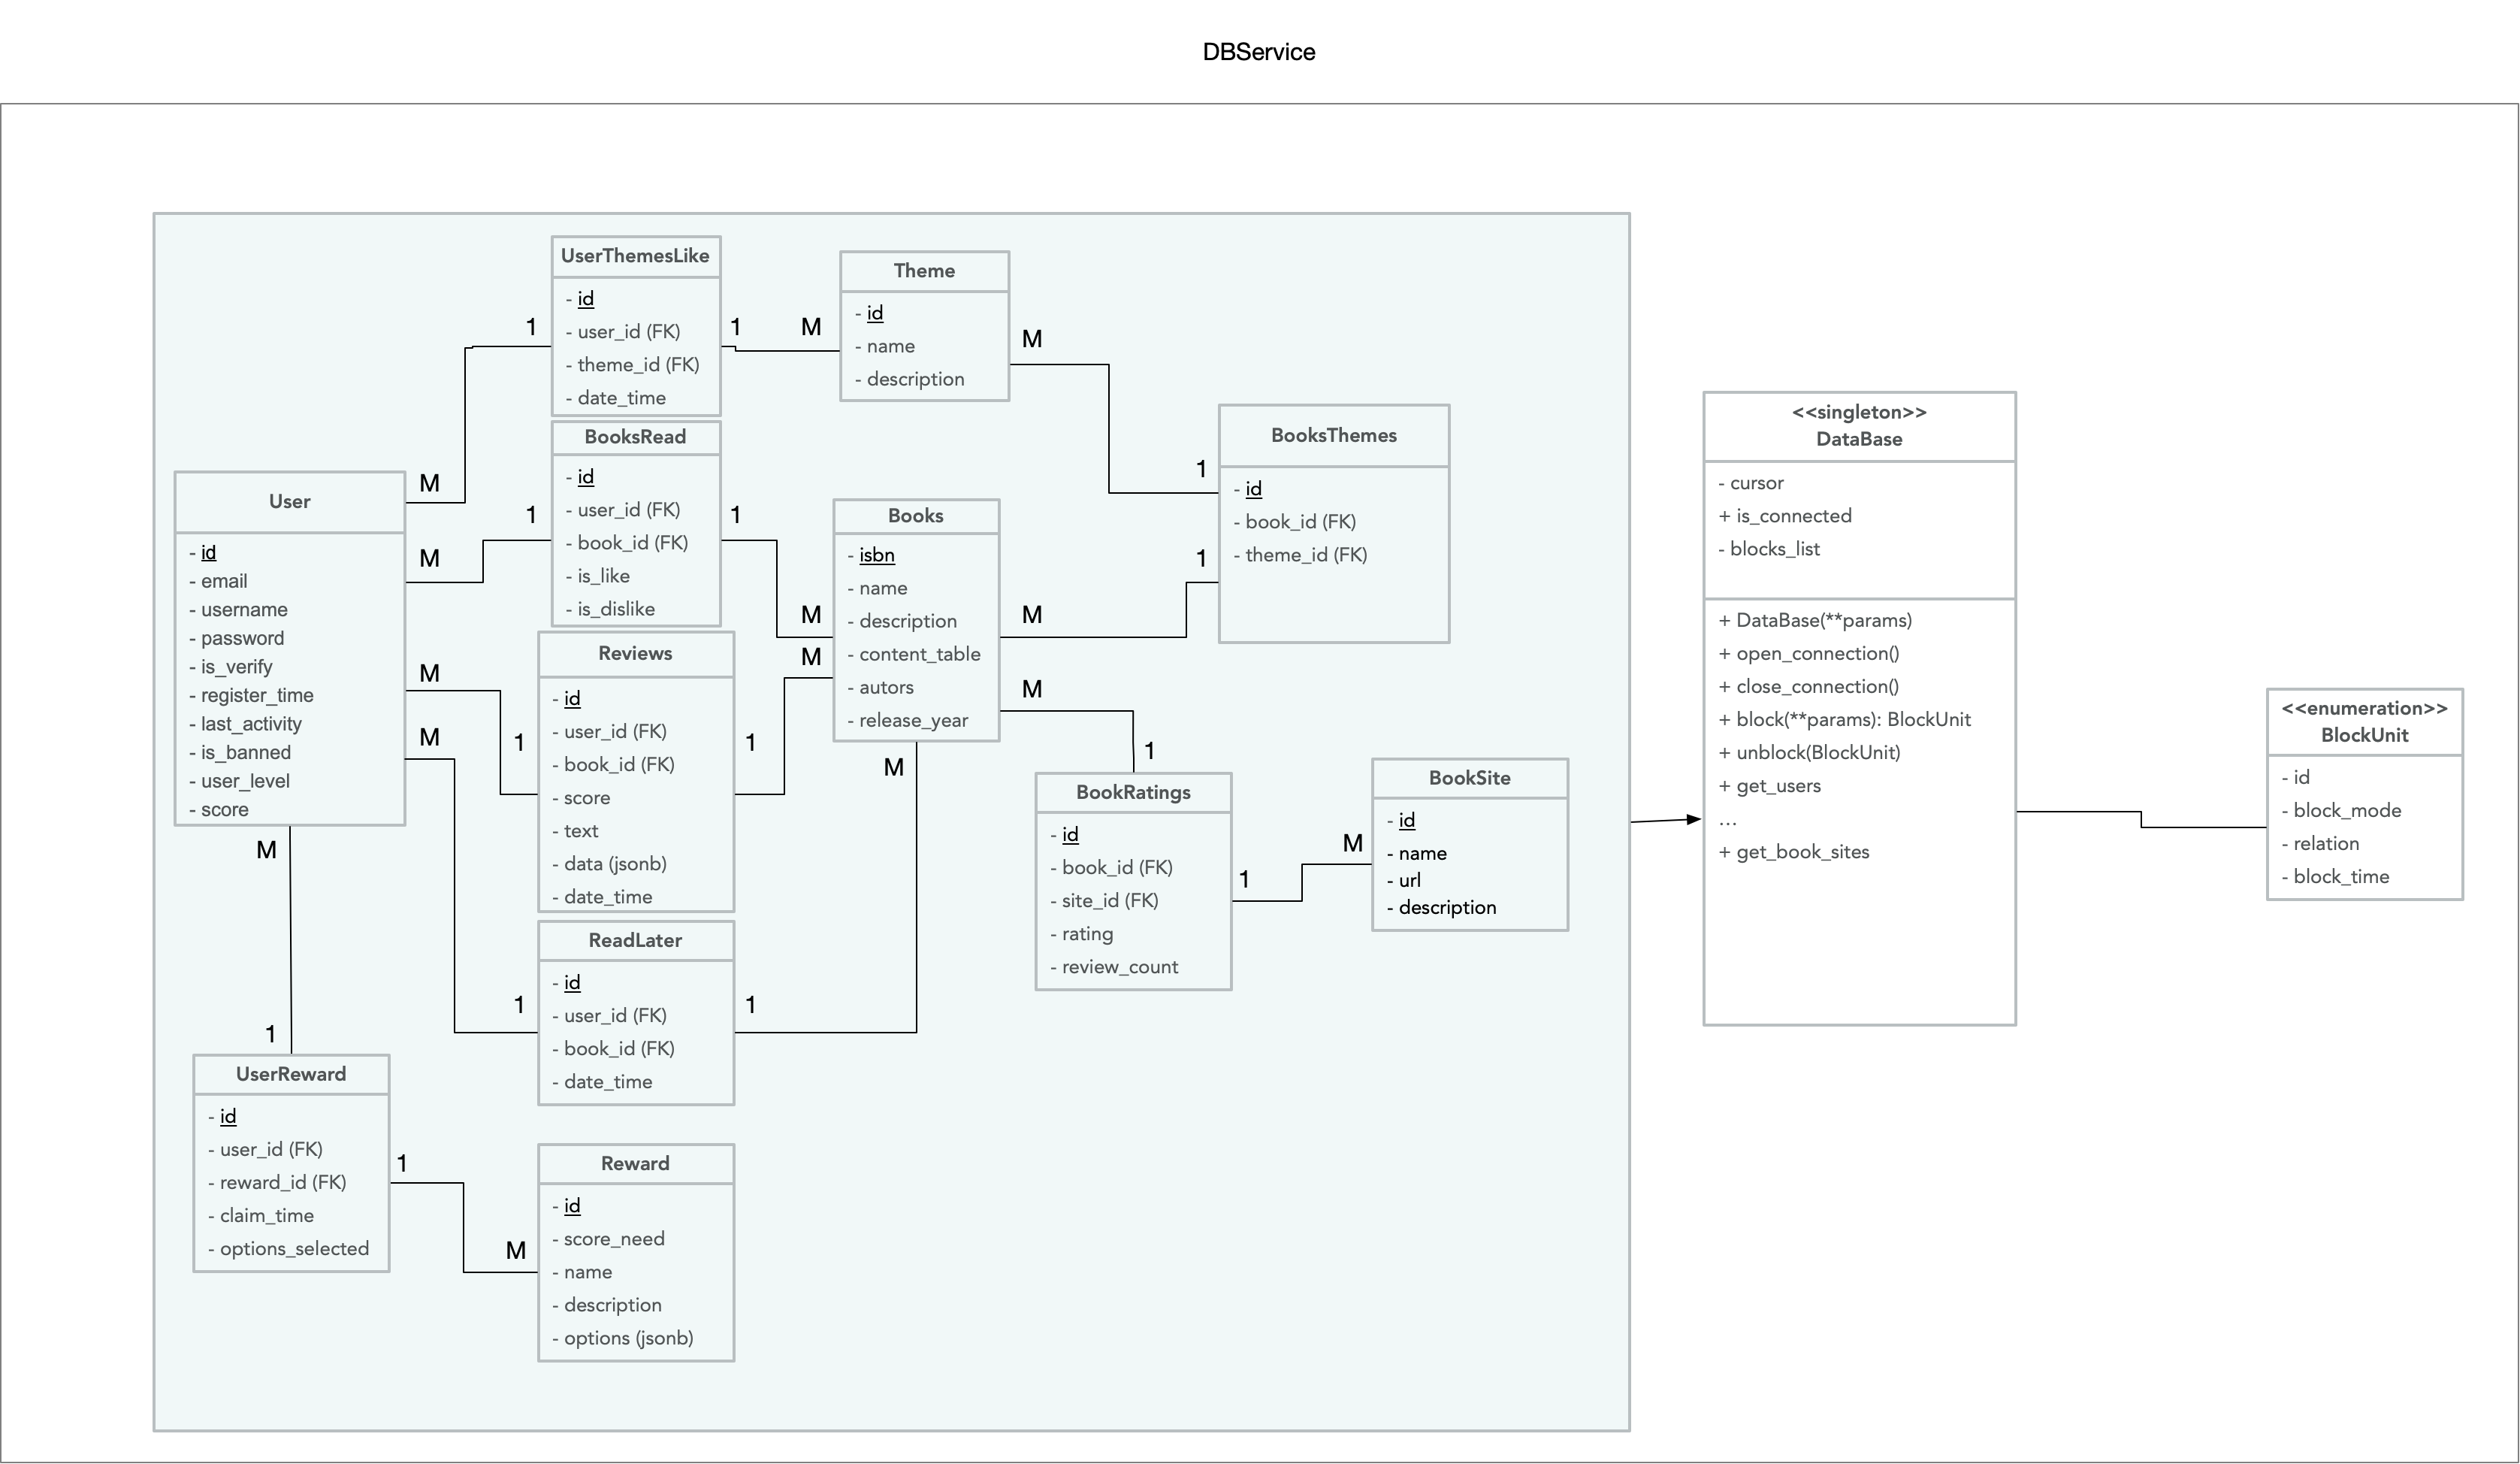 DBService
UserThemesLike
- id
- user_id (FK)
- theme_id (FK)
- date_time
Theme
- id
- name
- description
BooksRead
- id
- user_id (FK)
- book_id (FK)
- is_like
- is_dislike
User
- id
- email
- username
- password
- is_verify
- register_time
- last_activity
- is_banned
- user_level
- score
Books
- isbn
- name
- description
- content_table
- autors
- release_year
BooksThemes
- id
- book_id (FK)
- theme_id (FK)
Reviews
- id
- user_id (FK)
- book_id (FK)
- score
- text
- data (jsonb)
- date_time
BookRatings
- id
- book_id (FK)
- site_id (FK)
- rating
- review_count
BookSite
- id
- name
- url
- description
ReadLater
- id
- user_id (FK)
- book_id (FK)
- date_time
UserReward
- id
- user_id (FK)
- reward_id (FK)
- claim_time
- options_selected
Reward
- id
- score_need
- name
- description
- options (jsonb)
<<singleton>>
DataBase
- cursor
+ is_connected
- blocks_list
+ DataBase(**params)
+ open_connection()
+ close_connection()
+ block(**params): BlockUnit
+ unblock(BlockUnit)
+ get_users
...
+ get_book_sites
<<enumeration>>
BlockUnit
- id
- block_mode
- relation
- block_time
1
1
M
M
M
1
1
1
M
M
1
M
M
M
M
1
1
M
M
1
M
1
M
M
1
1
1
1
M